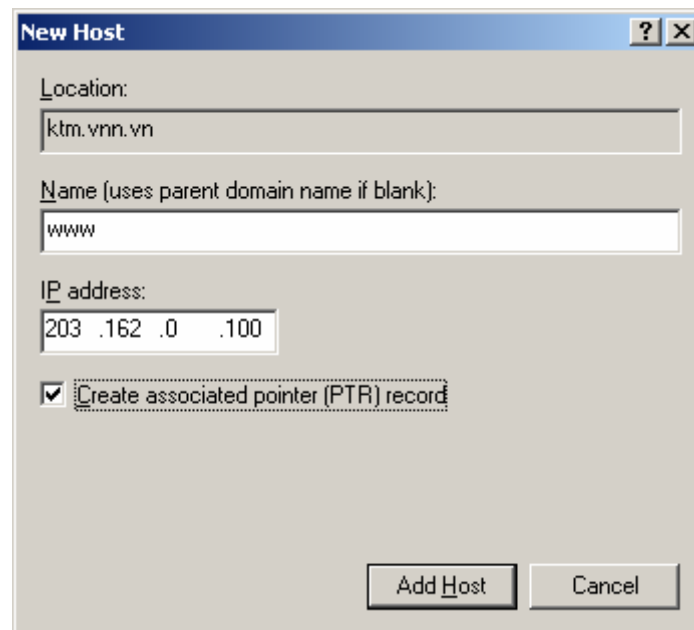 New Host
Location:
ktm.vnn.vn
Name (uses parent domain name if blank):
www
IP address:
203 .162 .0 .100
Create associated pointer (PTR) record
Add Host Cancel